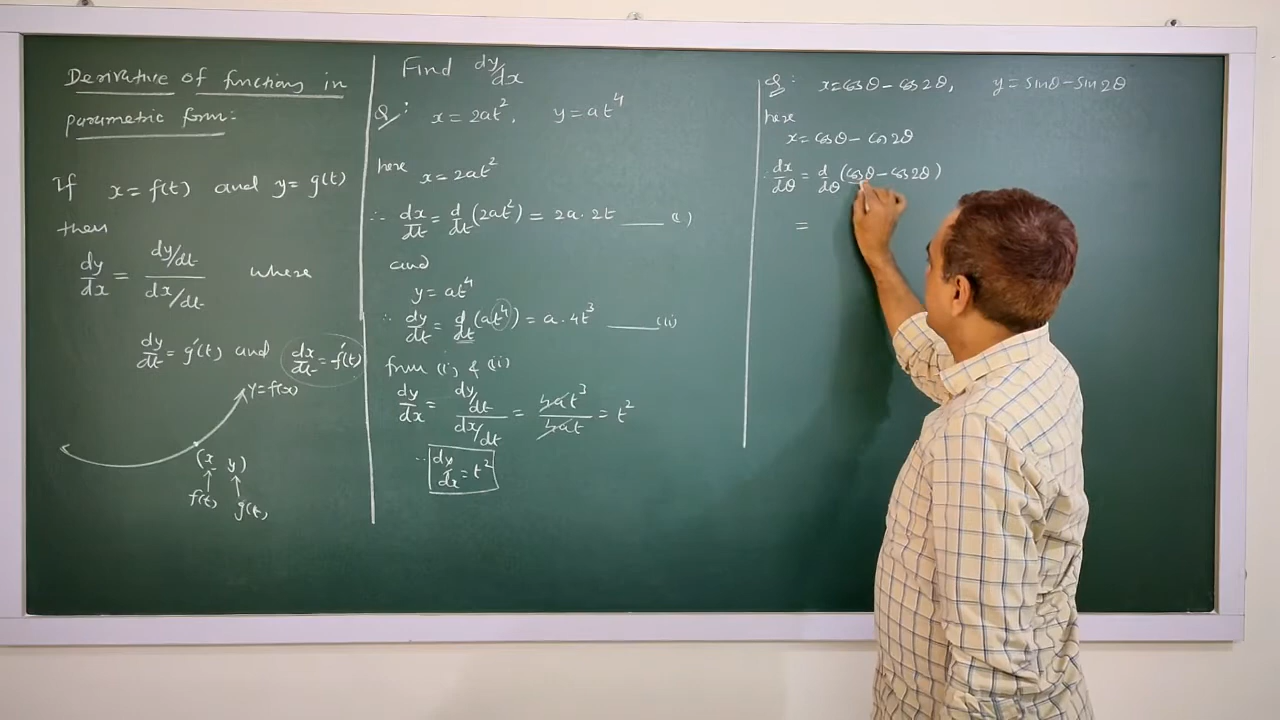 Derivative of functions in
parametric form:
If x = f(t) and y = g(t)
then
dy/dx = (dy/dt)/(dx/dt) where
dy/dt = g'(t) and dx/dt = f'(t)
Y = f(x)
(x, y)
f(t) g(t)
Find dy/dx
Q: x = 2at², y = at⁴
here
x = 2at²
∴ dx/dt = d/dt (2at²) = 2a · 2t ____ (i)
and
y = at⁴
∴ dy/dt = d/dt (at⁴) = a · 4t³ ____ (ii)
from (i) & (ii)
dy/dx = (dy/dt)/(dx/dt) = 4at³/4at = t²
∴ dy/dx = t²
Q: x = cosθ - cos2θ, y = sinθ - sin2θ
here
x = cosθ - cos2θ
∴ dx/dθ = d/dθ (cosθ - cos2θ)
=